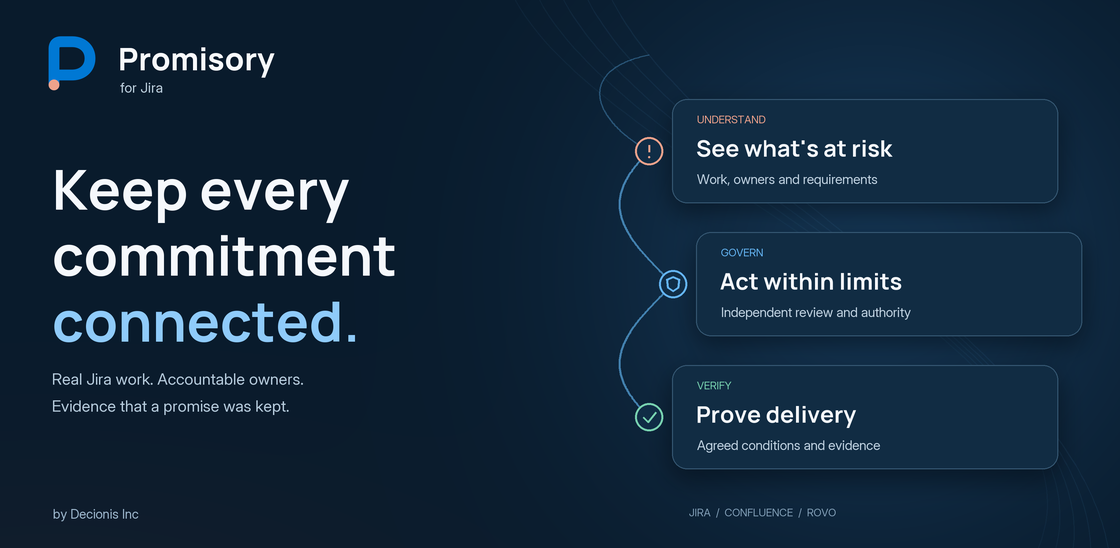 Promisory
for Jira
Keep every
commitment
connected.
Real Jira work. Accountable owners.
Evidence that a promise was kept.
by Decionis Inc
UNDERSTAND
See what's at risk
Work, owners and requirements
GOVERN
Act within limits
Independent review and authority
VERIFY
Prove delivery
Agreed conditions and evidence
JIRA / CONFLUENCE / ROVO